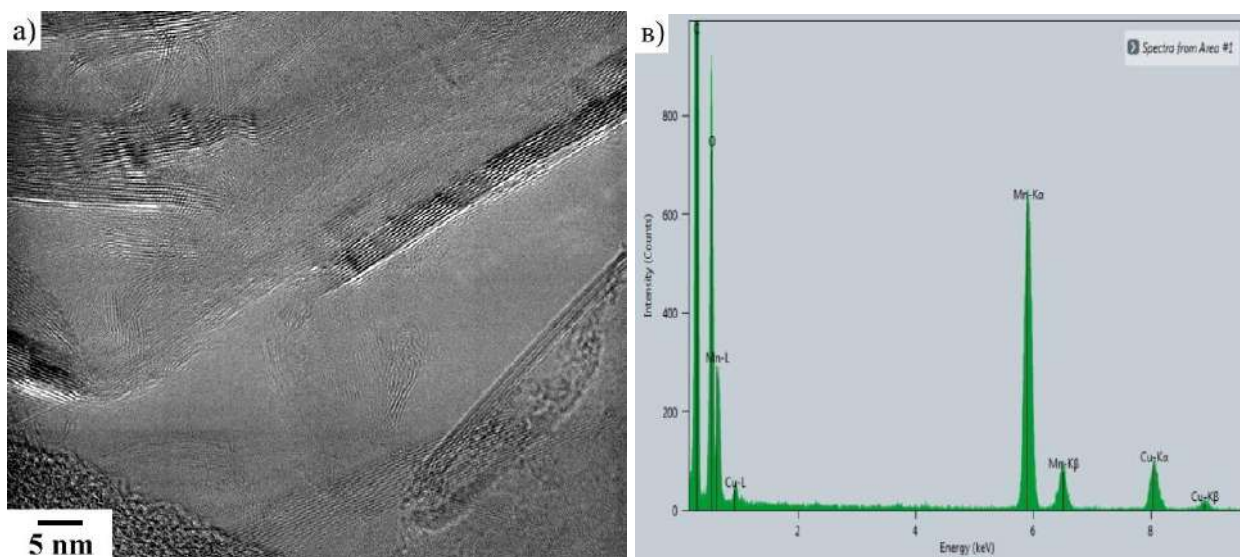 а)
5 nm
в)
Spectra from Area #1
Intensity (Counts)
800
600
400
200
0
C
O
Mn-L
Cu-L
Mn-Kα
Mn-Kβ
Cu-Kα
Cu-Kβ
2
4
6
8
Energy (keV)